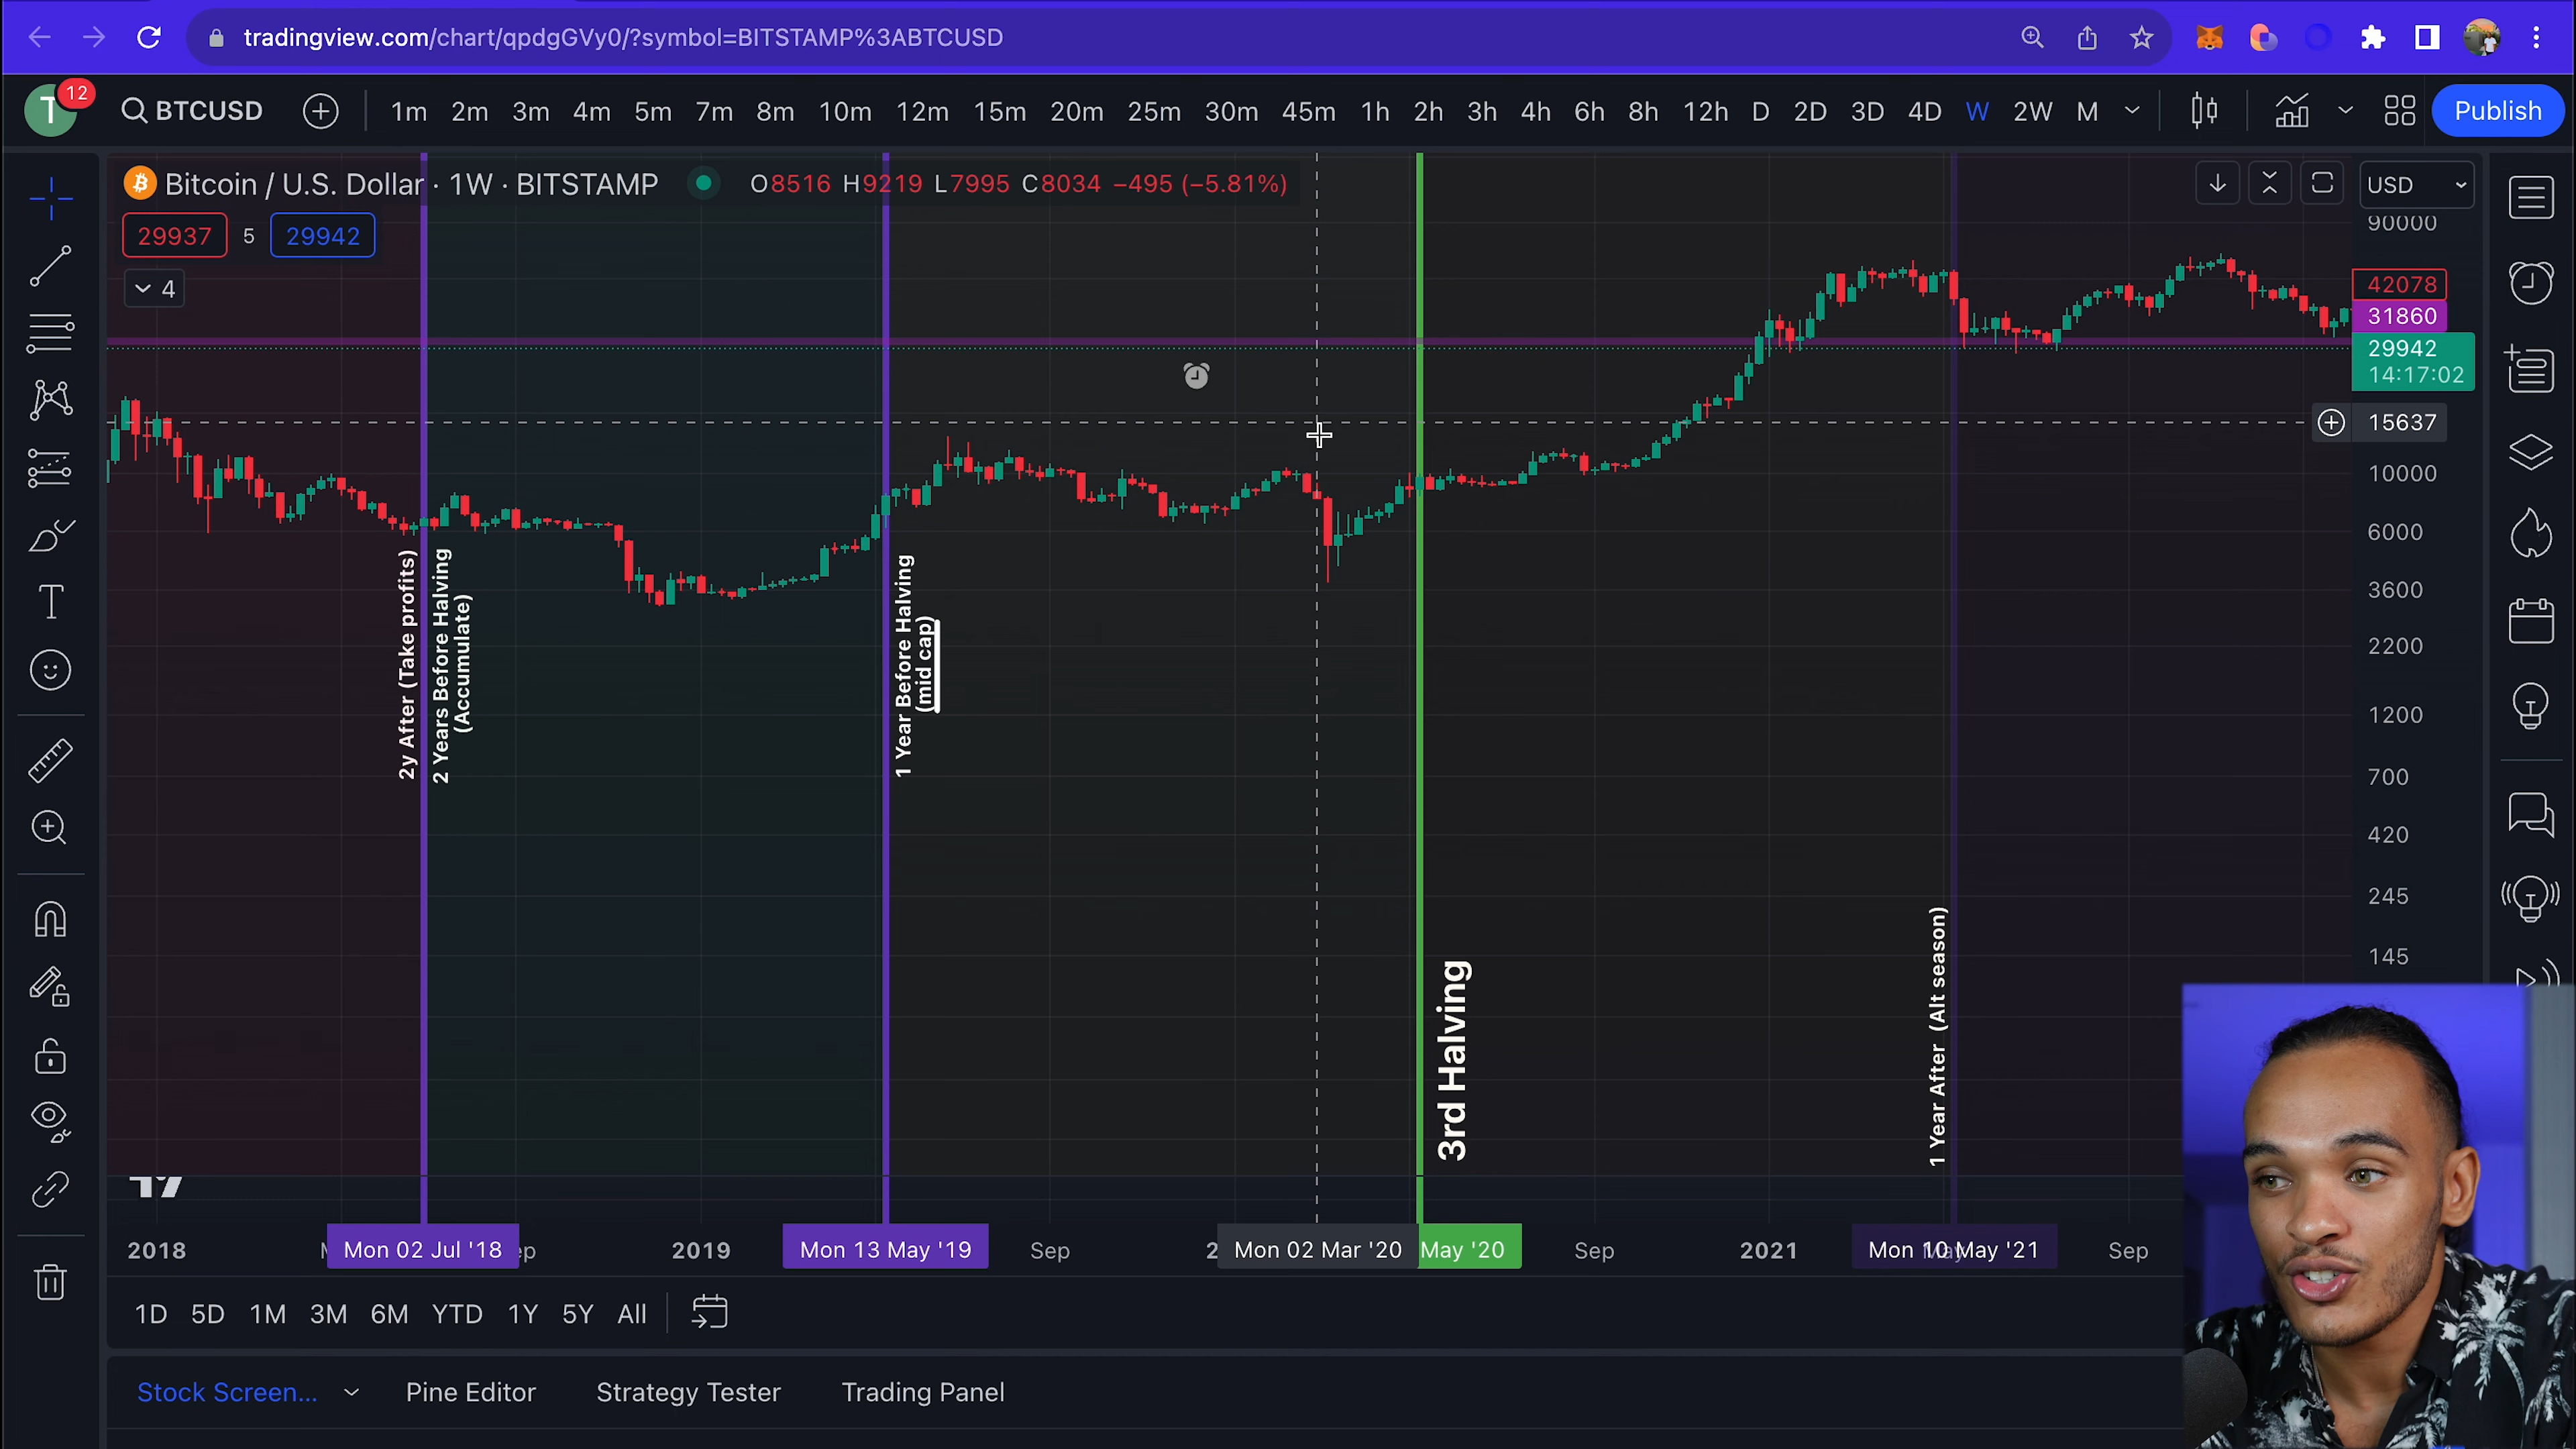 tradingview.com/chart/qpdgGVy0/?symbol=BITSTAMP%3ABTCUSD
T 12 BTCUSD 1m 2m 3m 4m 5m 7m 8m 10m 12m 15m 20m 25m 30m 45m 1h 2h 3h 4h 6h 8h 12h D 2D 3D 4D W 2W M Publish
Bitcoin / U.S. Dollar · 1W · BITSTAMP O8516 H9219 L7995 C8034 −495 (−5.81%) USD
29937 5 29942
4
90000
42078
31860
29942
14:17:02
15637
10000
6000
3600
2200
1200
700
420
245
145
2y After (Take profits)
2 Years Before Halving
(Accumulate)
1 Year Before Halving
(mid cap)
3rd Halving
1 Year After (Alt season)
2018 Mon 02 Jul '18 2019 Mon 13 May '19 Sep Mon 02 Mar '20 May '20 Sep 2021 Mon 10 May '21 Sep
1D 5D 1M 3M 6M YTD 1Y 5Y All
Stock Screen... Pine Editor Strategy Tester Trading Panel